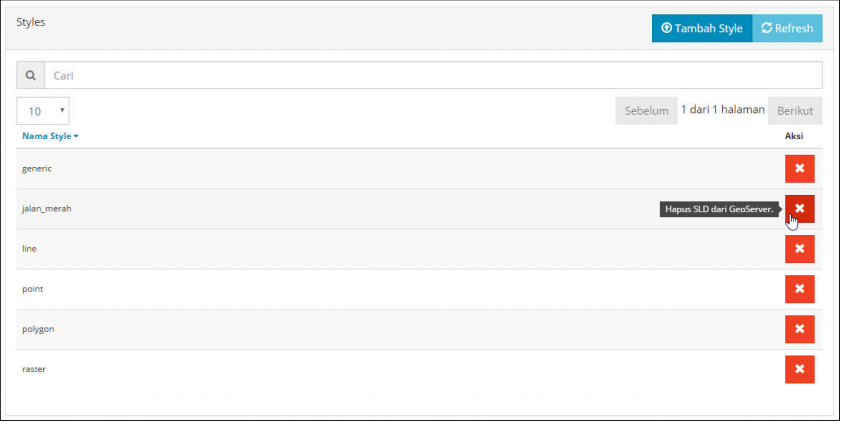 Styles
Tambah Style Refresh
Cari
10 Sebelum 1 dari 1 halaman Berikut
Nama Style Aksi
generic
jalan_merah Hapus SLD dari GeoServer.
line
point
polygon
raster